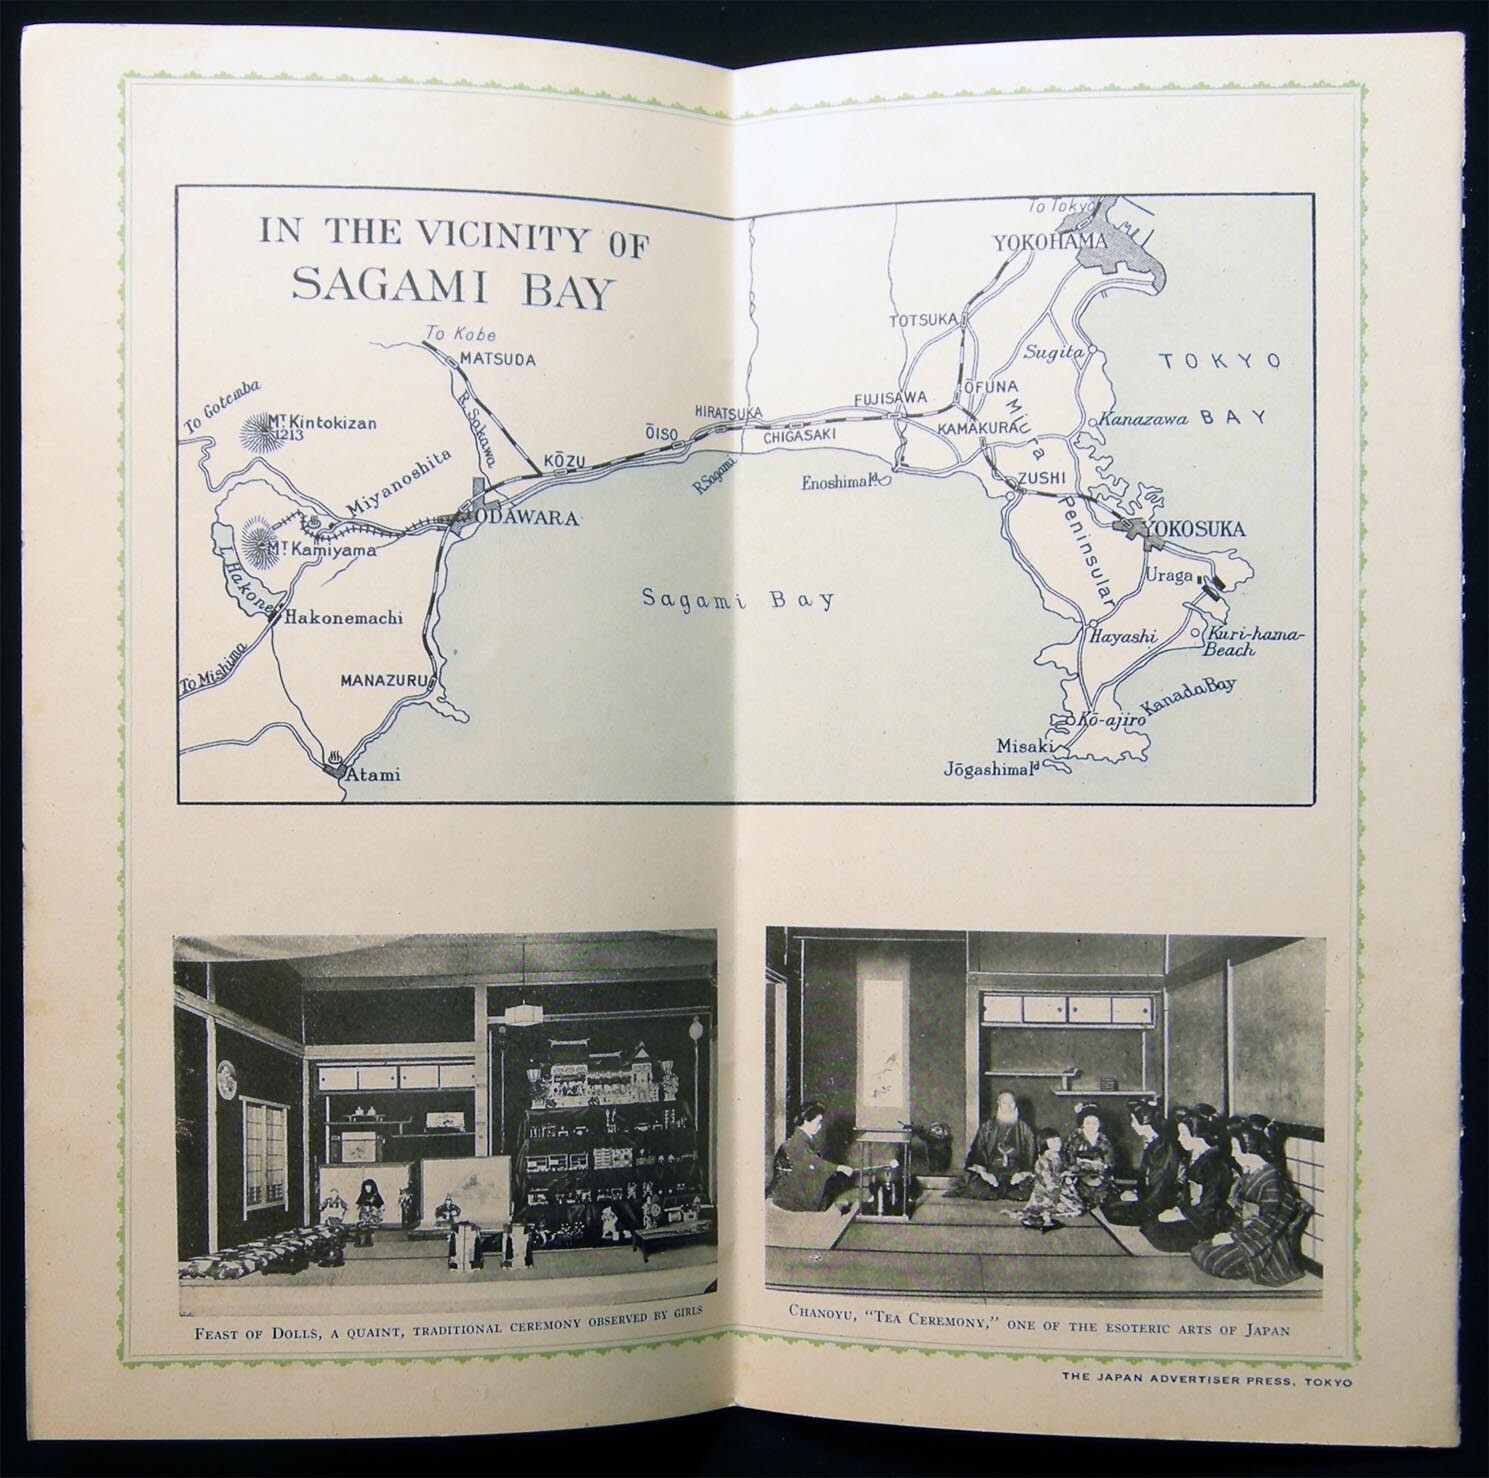 IN THE VICINITY OF
SAGAMI BAY
To Tokyo
YOKOHAMA
To Kobe
MATSUDA
TOTSUKA
Sugita
TOKYO
BAY
To Gotemba
MT. Kintokizan
1213
R. Sakawa
HIRATSUKA
FUJISAWA
ŌFUNA
Miura
Peninsular
Kanazawa
ŌISO
CHIGASAKI
KAMAKURA
KŌZU
R. Sagami
Enoshima Id.
ZUSHI
Miyanoshita
ODAWARA
YOKOSUKA
MT. Kamiyama
L. Hakone
Uraga
Sagami Bay
Hakonemachi
Hayashi
Kuri-hama-
Beach
To Mishima
MANAZURU
Kanada Bay
Kō-ajiro
Misaki
Jōgashima Id
Atami
FEAST OF DOLLS, A QUAINT, TRADITIONAL CEREMONY OBSERVED BY GIRLS
CHANOYU, "TEA CEREMONY," ONE OF THE ESOTERIC ARTS OF JAPAN
THE JAPAN ADVERTISER PRESS, TOKYO